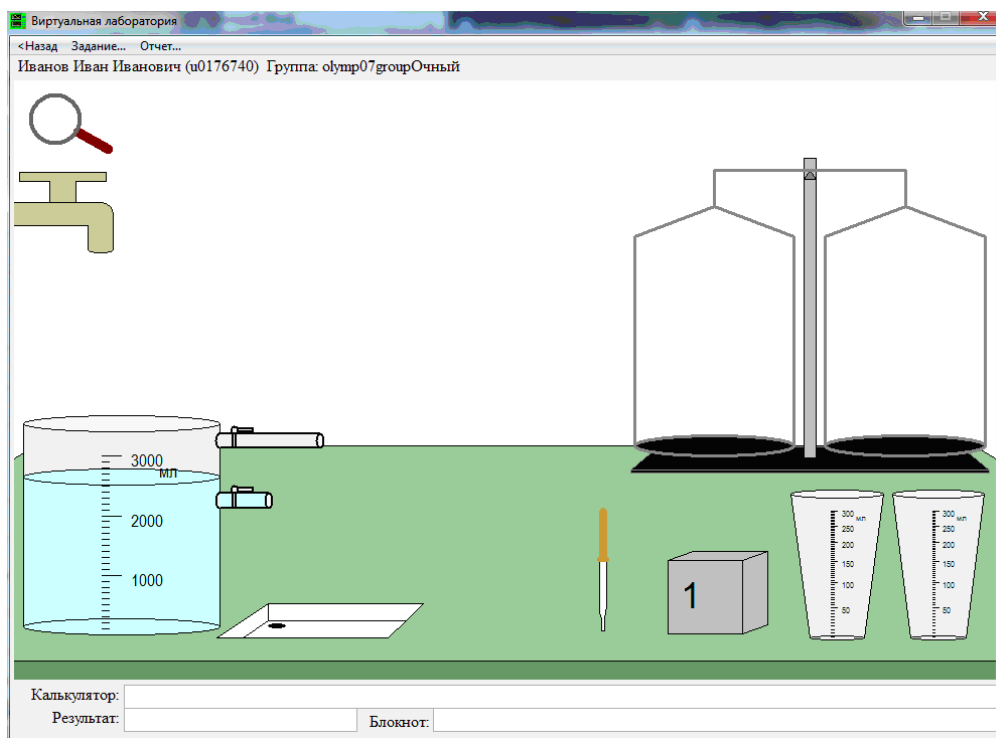 Виртуальная лаборатория
<Назад Задание... Отчет...
Иванов Иван Иванович (u0176740) Группа: olymp07groupОчный
3000
мл
2000
1000
1
300 мл
250
200
150
100
50
300 мл
250
200
150
100
50
Калькулятор:
Результат:
Блокнот: